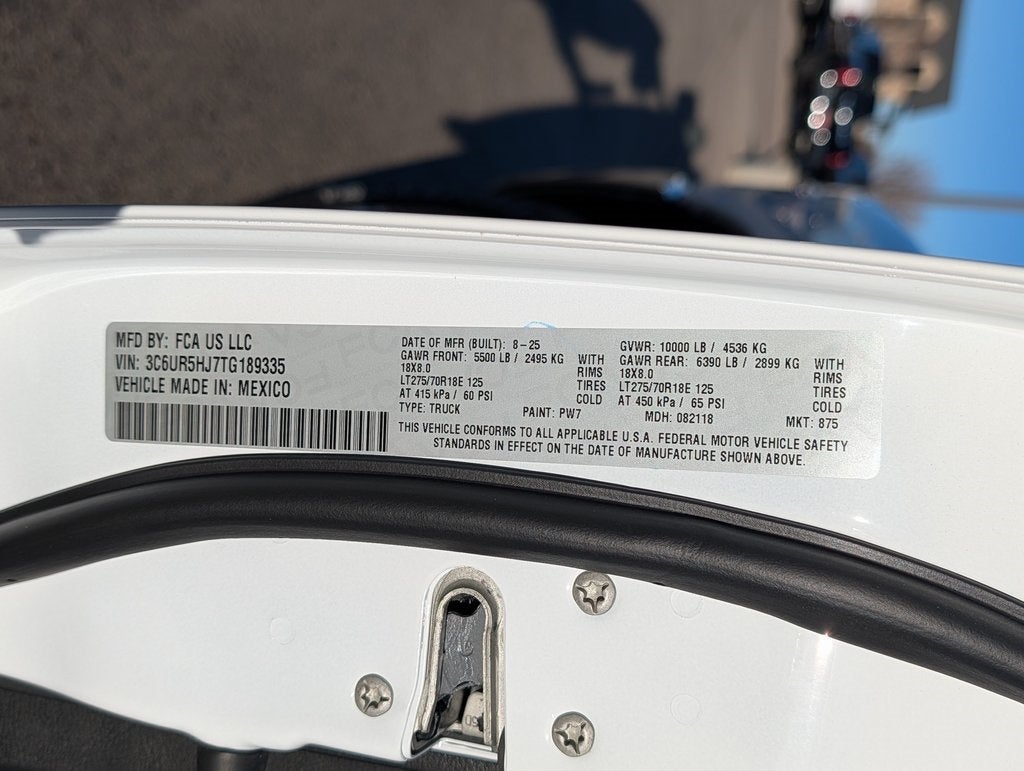 MFD BY: FCA US LLC
VIN: 3C6UR5HJ7TG189335
VEHICLE MADE IN: MEXICO
DATE OF MFR (BUILT): 8-25
GAWR FRONT: 5500 LB / 2495 KG WITH
18X8.0 RIMS
LT275/70R18E 125 TIRES
AT 415 kPa / 60 PSI COLD
TYPE: TRUCK PAINT: PW7
GVWR: 10000 LB / 4536 KG
GAWR REAR: 6390 LB / 2899 KG WITH
18X8.0 RIMS
LT275/70R18E 125 TIRES
AT 450 kPa / 65 PSI COLD
MDH: 082118 MKT: 875
THIS VEHICLE CONFORMS TO ALL APPLICABLE U.S.A. FEDERAL MOTOR VEHICLE SAFETY
STANDARDS IN EFFECT ON THE DATE OF MANUFACTURE SHOWN ABOVE.